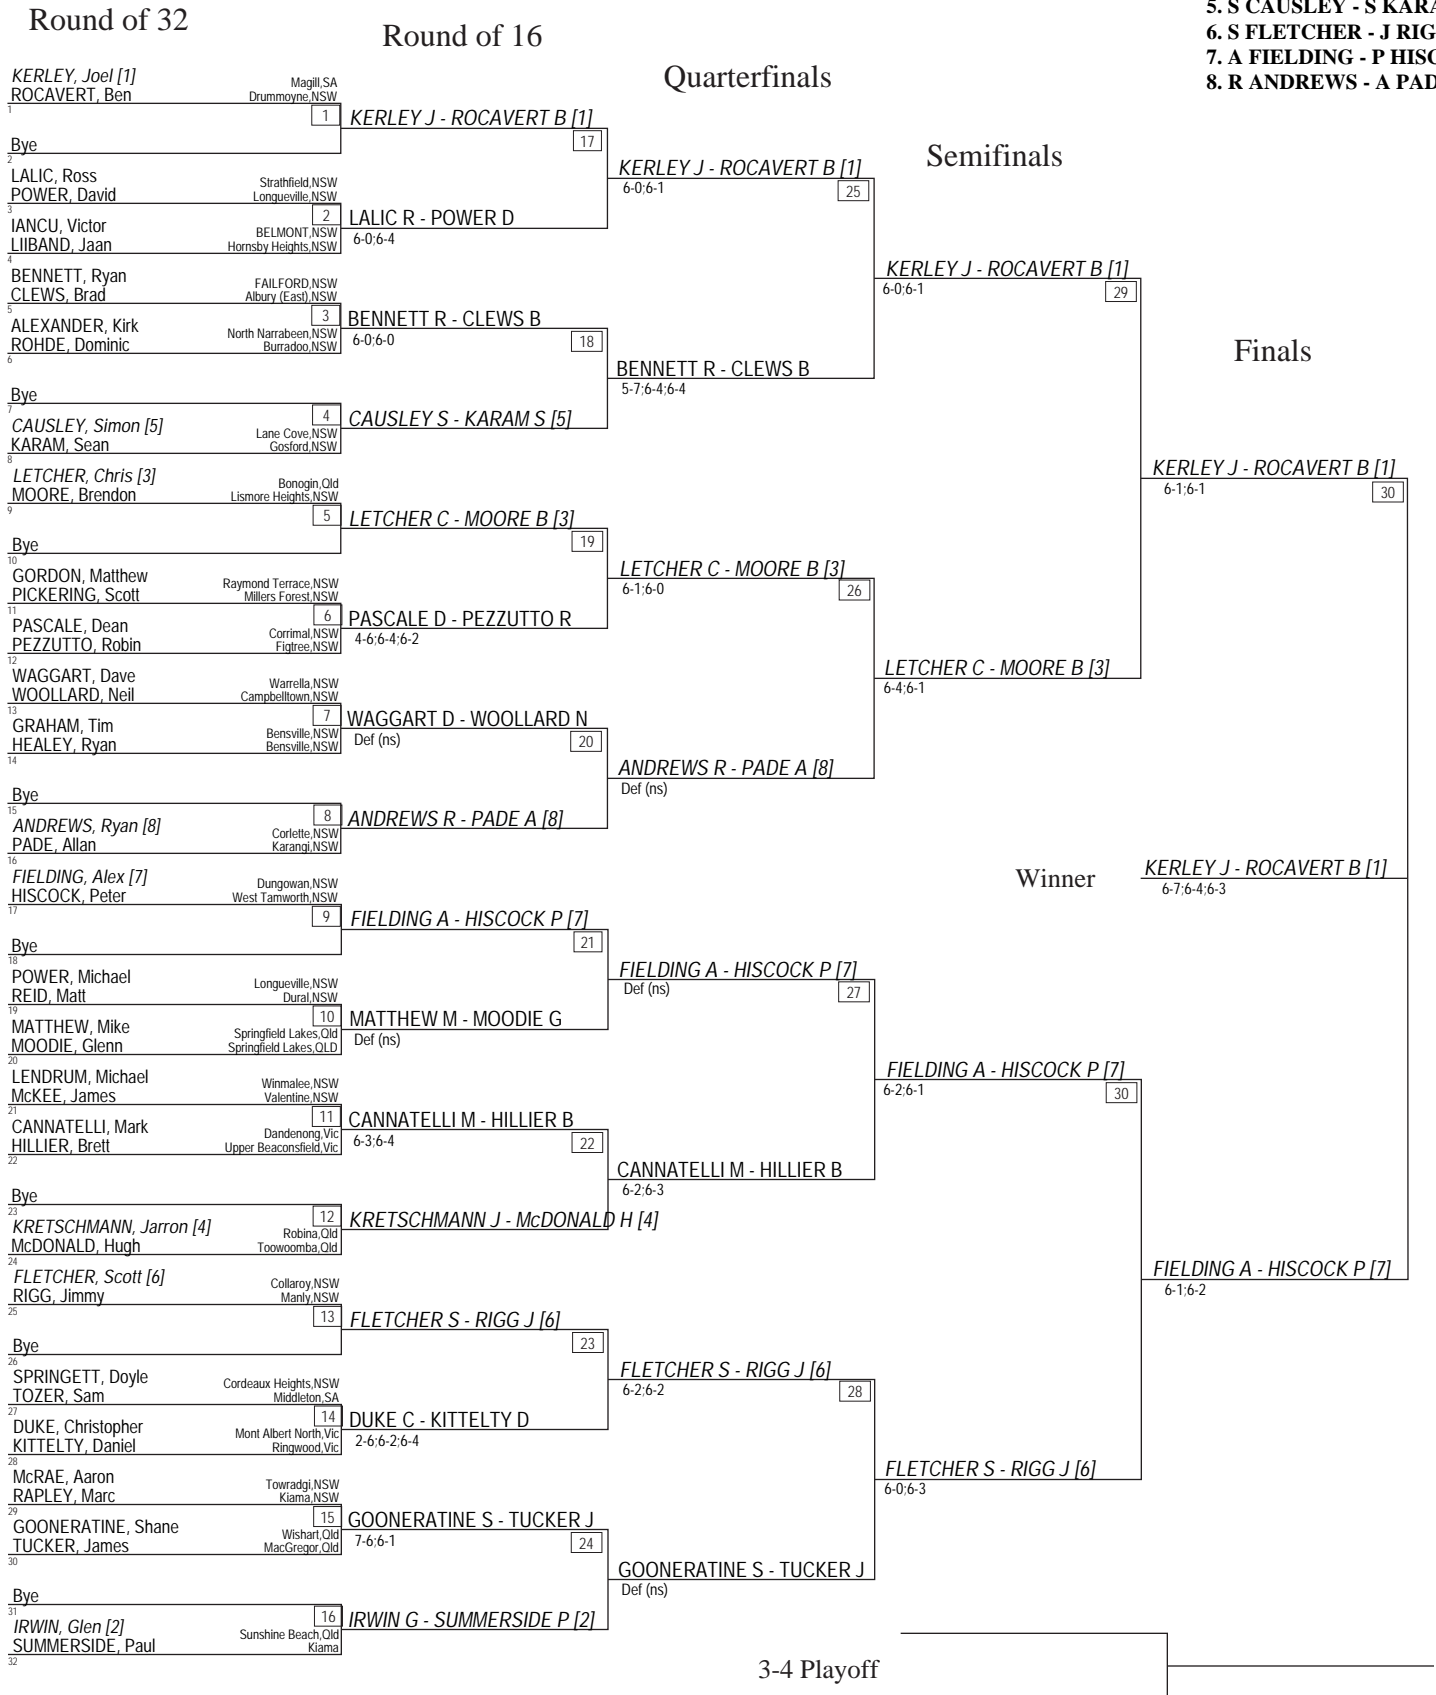 Round of 32
Round of 16
Quarterfinals
Semifinals
Finals
5. S CAUSLEY - S KARA
6. S FLETCHER - J RIG
7. A FIELDING - P HISC
8. R ANDREWS - A PAD
KERLEY, Joel [1] Magill,SA
ROCAVERT, Ben Drummoyne,NSW
1
1
Bye
2
LALIC, Ross Strathfield,NSW
POWER, David Longueville,NSW
3
2
IANCU, Victor BELMONT,NSW
LIIBAND, Jaan Hornsby Heights,NSW
4
BENNETT, Ryan FAILFORD,NSW
CLEWS, Brad Albury (East),NSW
5
3
ALEXANDER, Kirk North Narrabeen,NSW
ROHDE, Dominic Burradoo,NSW
6
Bye
7
4
CAUSLEY, Simon [5] Lane Cove,NSW
KARAM, Sean Gosford,NSW
8
LETCHER, Chris [3] Bonogin,Qld
MOORE, Brendon Lismore Heights,NSW
9
5
Bye
10
GORDON, Matthew Raymond Terrace,NSW
PICKERING, Scott Millers Forest,NSW
11
6
PASCALE, Dean Corrimal,NSW
PEZZUTTO, Robin Figtree,NSW
12
WAGGART, Dave Warrella,NSW
WOOLLARD, Neil Campbelltown,NSW
13
7
GRAHAM, Tim Bensville,NSW
HEALEY, Ryan Bensville,NSW
14
Bye
15
8
ANDREWS, Ryan [8] Corlette,NSW
PADE, Allan Karangi,NSW
16
FIELDING, Alex [7] Dungowan,NSW
HISCOCK, Peter West Tamworth,NSW
17
9
Bye
18
POWER, Michael Longueville,NSW
REID, Matt Dural,NSW
19
10
MATTHEW, Mike Springfield Lakes,Qld
MOODIE, Glenn Springfield Lakes,QLD
20
LENDRUM, Michael Winmalee,NSW
McKEE, James Valentine,NSW
21
11
CANNATELLI, Mark Dandenong,Vic
HILLIER, Brett Upper Beaconsfield,Vic
22
Bye
23
12
KRETSCHMANN, Jarron [4] Robina,Qld
McDONALD, Hugh Toowoomba,Qld
24
FLETCHER, Scott [6] Collaroy,NSW
RIGG, Jimmy Manly,NSW
25
13
Bye
26
SPRINGETT, Doyle Cordeaux Heights,NSW
TOZER, Sam Middleton,SA
27
14
DUKE, Christopher Mont Albert North,Vic
KITTELTY, Daniel Ringwood,Vic
28
McRAE, Aaron Towradgi,NSW
RAPLEY, Marc Kiama,NSW
29
15
GOONERATINE, Shane Wishart,Qld
TUCKER, James MacGregor,Qld
30
Bye
31
16
IRWIN, Glen [2] Sunshine Beach,Qld
SUMMERSIDE, Paul Kiama
32
KERLEY J - ROCAVERT B [1]
17
LALIC R - POWER D
6-0;6-4
BENNETT R - CLEWS B
6-0;6-0
18
CAUSLEY S - KARAM S [5]
LETCHER C - MOORE B [3]
19
PASCALE D - PEZZUTTO R
4-6;6-4;6-2
WAGGART D - WOOLLARD N
Def (ns)
20
ANDREWS R - PADE A [8]
FIELDING A - HISCOCK P [7]
21
MATTHEW M - MOODIE G
Def (ns)
CANNATELLI M - HILLIER B
6-3;6-4
22
KRETSCHMANN J - McDONALD H [4]
FLETCHER S - RIGG J [6]
23
DUKE C - KITTELTY D
2-6;6-2;6-4
GOONERATINE S - TUCKER J
7-6;6-1
24
IRWIN G - SUMMERSIDE P [2]
KERLEY J - ROCAVERT B [1]
6-0;6-1
25
BENNETT R - CLEWS B
5-7;6-4;6-4
LETCHER C - MOORE B [3]
6-1;6-0
26
ANDREWS R - PADE A [8]
Def (ns)
FIELDING A - HISCOCK P [7]
Def (ns)
27
CANNATELLI M - HILLIER B
6-2;6-3
FLETCHER S - RIGG J [6]
6-2;6-2
28
GOONERATINE S - TUCKER J
Def (ns)
KERLEY J - ROCAVERT B [1]
6-0;6-1
29
LETCHER C - MOORE B [3]
6-4;6-1
FIELDING A - HISCOCK P [7]
6-2;6-1
30
FLETCHER S - RIGG J [6]
6-0;6-3
KERLEY J - ROCAVERT B [1]
6-1;6-1
30
FIELDING A - HISCOCK P [7]
6-1;6-2
Winner
KERLEY J - ROCAVERT B [1]
6-7;6-4;6-3
3-4 Playoff